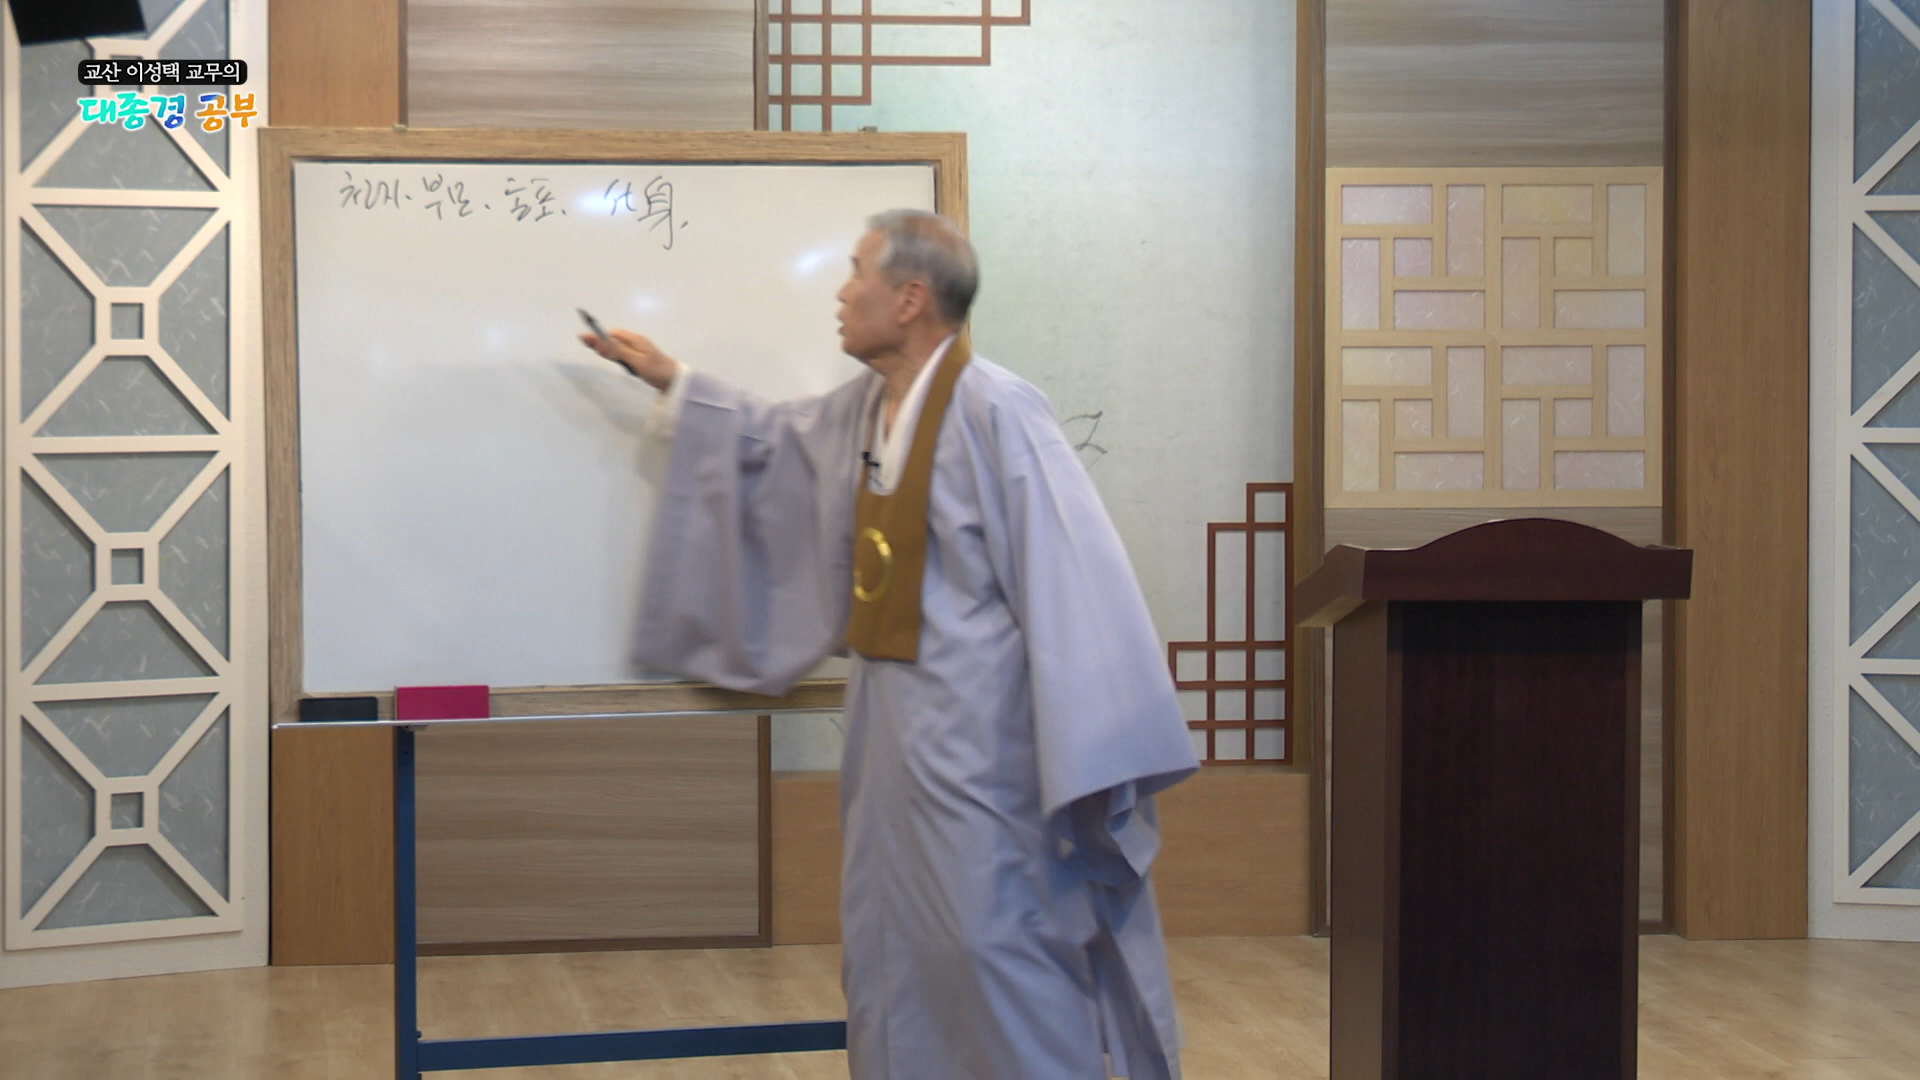 교산 이성택 교무의
대종경 공부
천지. 부모. 동포. 化身.